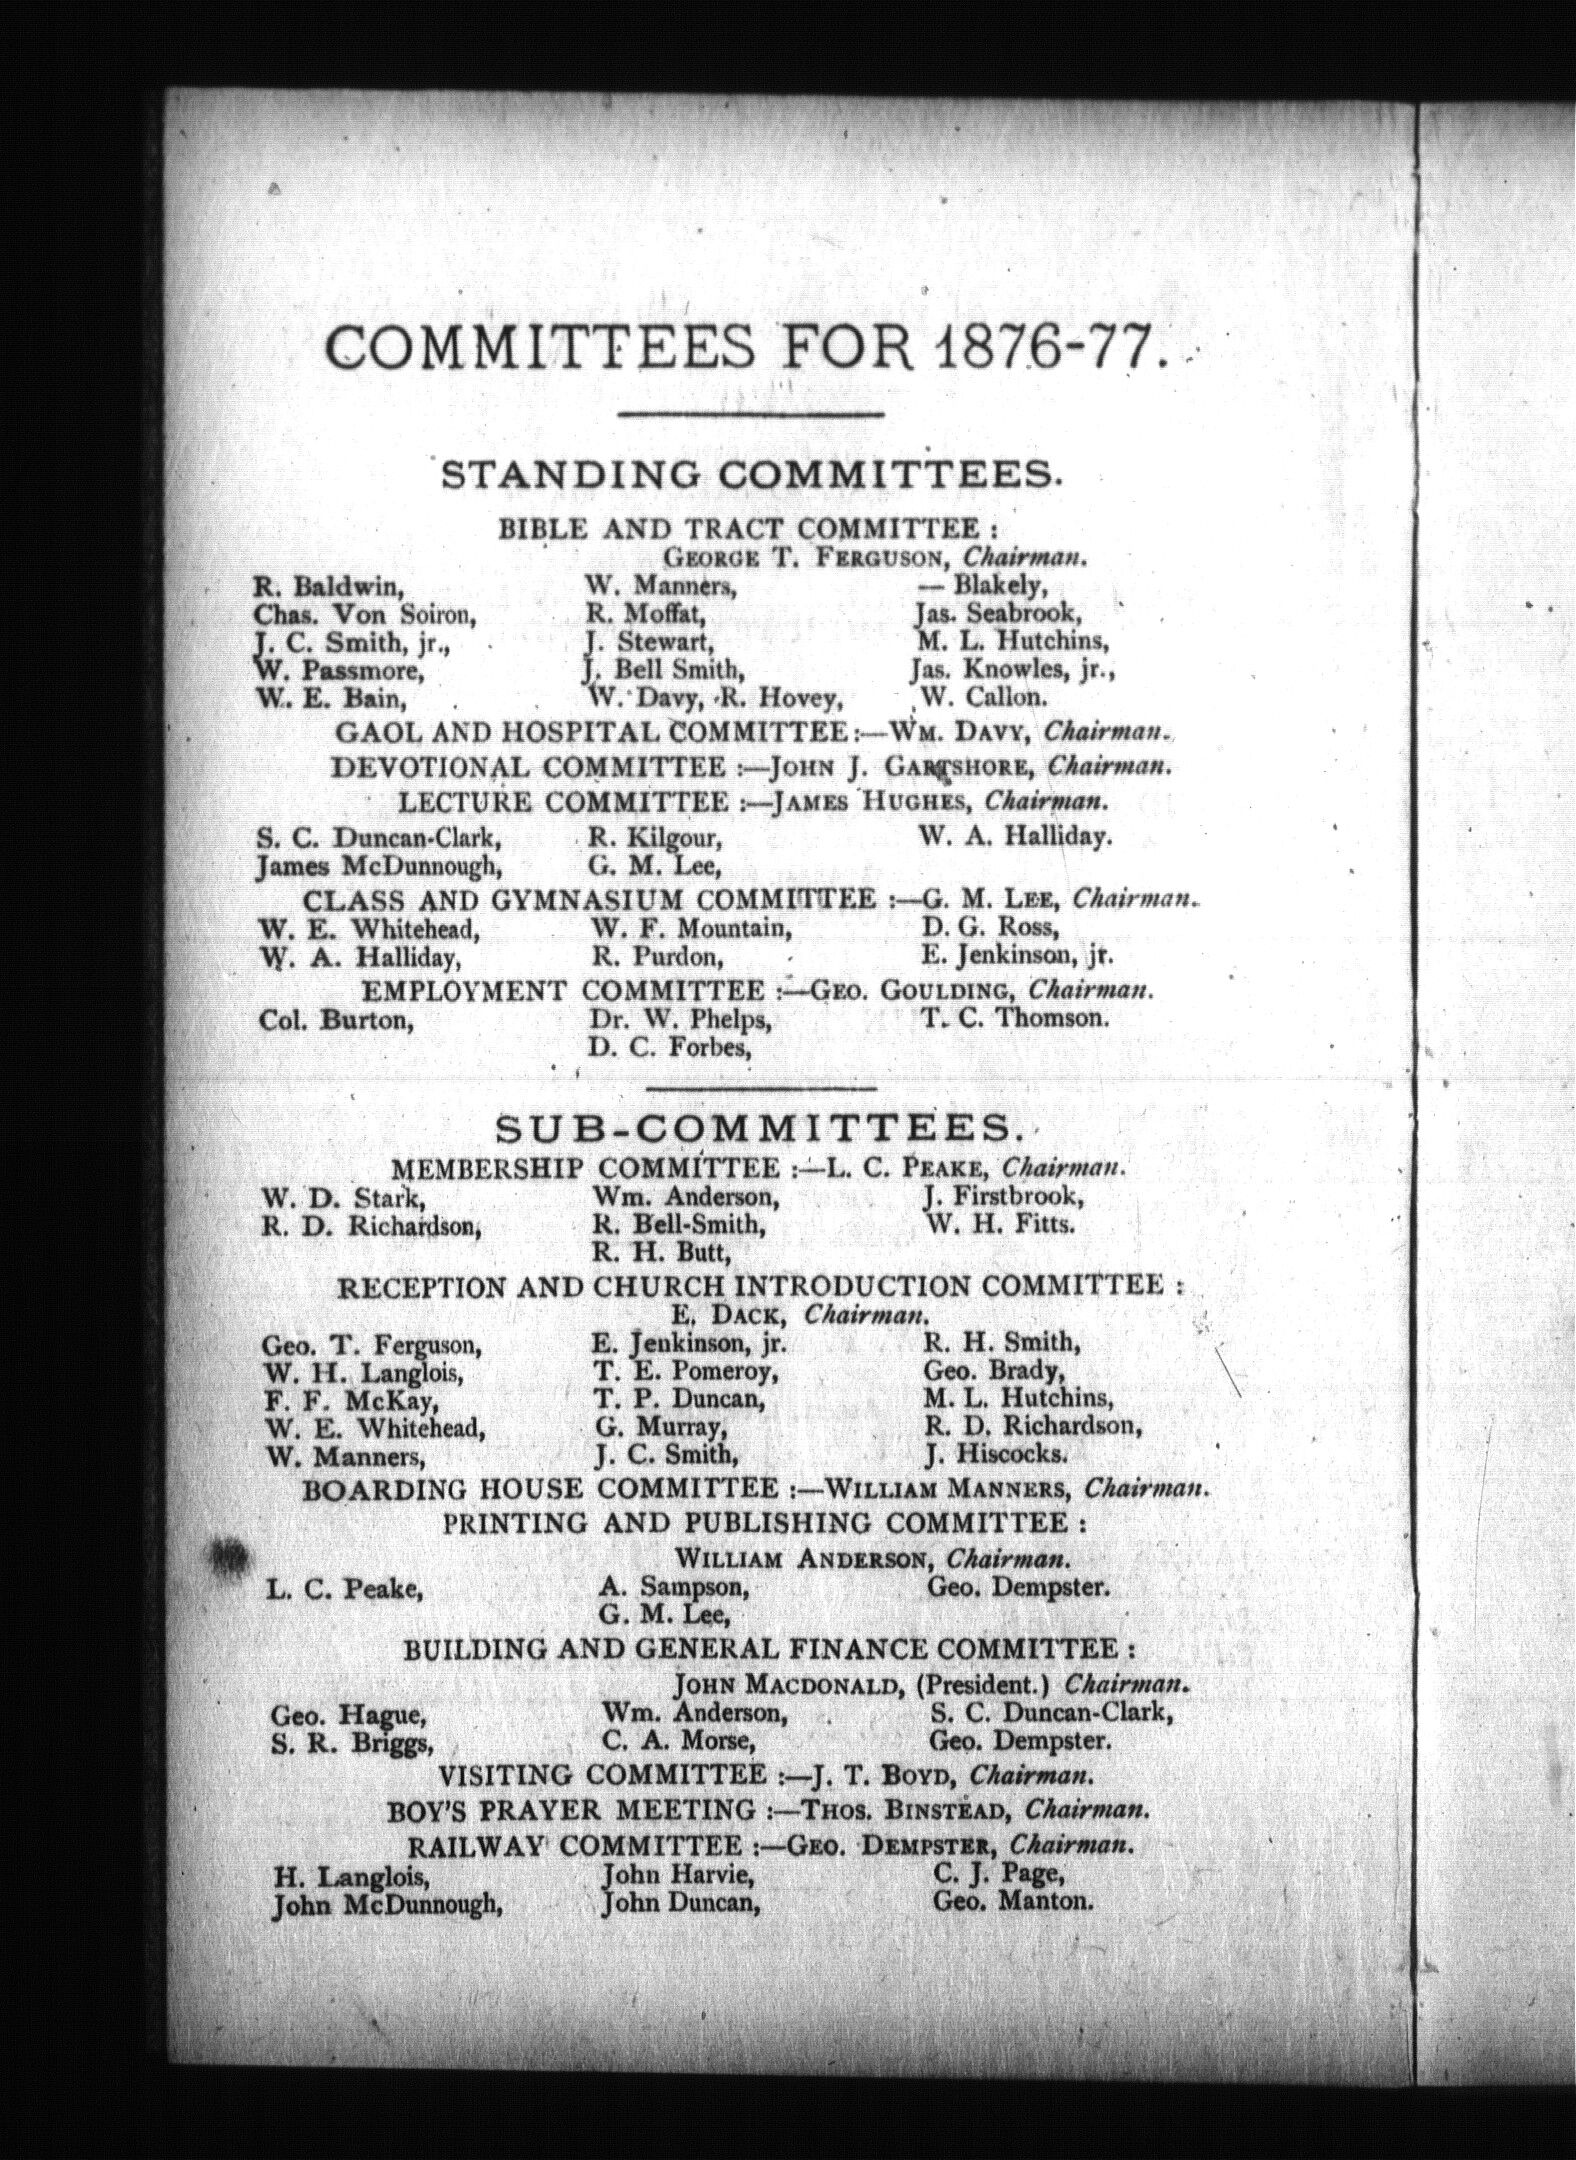 COMMITTEES FOR 1876-77.
STANDING COMMITTEES.
BIBLE AND TRACT COMMITTEE :
GEORGE T. FERGUSON, Chairman.
R. Baldwin, W. Manners, — Blakely,
Chas. Von Soiron, R. Moffat, Jas. Seabrook,
J. C. Smith, jr., J. Stewart, M. L. Hutchins,
W. Passmore, J. Bell Smith, Jas. Knowles, jr.,
W. E. Bain, W. Davy, R. Hovey, W. Callon.
GAOL AND HOSPITAL COMMITTEE :—WM. DAVY, Chairman.
DEVOTIONAL COMMITTEE :—JOHN J. GARTSHORE, Chairman.
LECTURE COMMITTEE :—JAMES HUGHES, Chairman.
S. C. Duncan-Clark, R. Kilgour, W. A. Halliday.
James McDunnough, G. M. Lee,
CLASS AND GYMNASIUM COMMITTEE :—G. M. LEE, Chairman.
W. E. Whitehead, W. F. Mountain, D. G. Ross,
W. A. Halliday, R. Purdon, E. Jenkinson, jr.
EMPLOYMENT COMMITTEE :—GEO. GOULDING, Chairman.
Col. Burton, Dr. W. Phelps, T. C. Thomson.
D. C. Forbes,
SUB-COMMITTEES.
MEMBERSHIP COMMITTEE :—L. C. PEAKE, Chairman.
W. D. Stark, Wm. Anderson, J. Firstbrook,
R. D. Richardson, R. Bell-Smith, W. H. Fitts.
R. H. Butt,
RECEPTION AND CHURCH INTRODUCTION COMMITTEE :
E. DACK, Chairman.
Geo. T. Ferguson, E. Jenkinson, jr. R. H. Smith,
W. H. Langlois, T. E. Pomeroy, Geo. Brady,
F. F. McKay, T. P. Duncan, M. L. Hutchins,
W. E. Whitehead, G. Murray, R. D. Richardson,
W. Manners, J. C. Smith, J. Hiscocks.
BOARDING HOUSE COMMITTEE :—WILLIAM MANNERS, Chairman.
PRINTING AND PUBLISHING COMMITTEE :
WILLIAM ANDERSON, Chairman.
L. C. Peake, A. Sampson, Geo. Dempster.
G. M. Lee,
BUILDING AND GENERAL FINANCE COMMITTEE :
JOHN MACDONALD, (President.) Chairman.
Geo. Hague, Wm. Anderson, S. C. Duncan-Clark,
S. R. Briggs, C. A. Morse, Geo. Dempster.
VISITING COMMITTEE :—J. T. BOYD, Chairman.
BOY'S PRAYER MEETING :—THOS. BINSTEAD, Chairman.
RAILWAY COMMITTEE :—GEO. DEMPSTER, Chairman.
H. Langlois, John Harvie, C. J. Page,
John McDunnough, John Duncan, Geo. Manton.